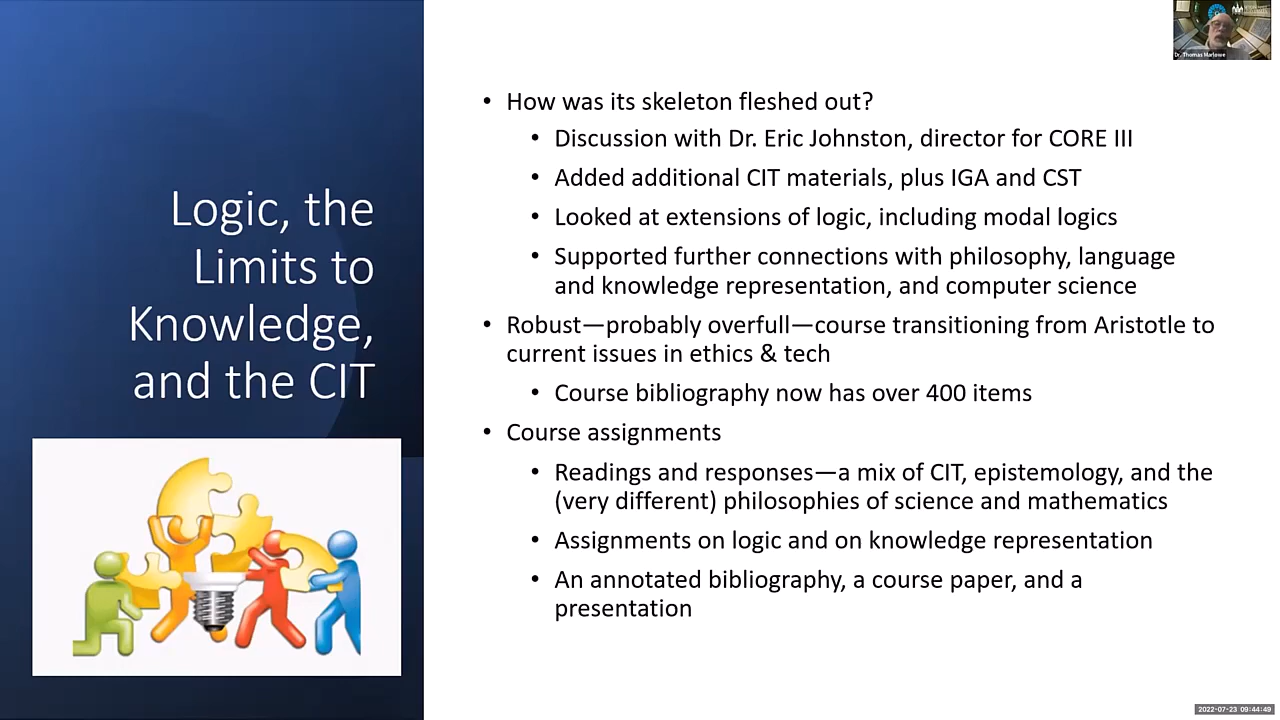 Logic, the
Limits to
Knowledge,
and the CIT
• How was its skeleton fleshed out?
• Discussion with Dr. Eric Johnston, director for CORE III
• Added additional CIT materials, plus IGA and CST
• Looked at extensions of logic, including modal logics
• Supported further connections with philosophy, language
and knowledge representation, and computer science
• Robust—probably overfull—course transitioning from Aristotle to
current issues in ethics & tech
• Course bibliography now has over 400 items
• Course assignments
• Readings and responses—a mix of CIT, epistemology, and the
(very different) philosophies of science and mathematics
• Assignments on logic and on knowledge representation
• An annotated bibliography, a course paper, and a
presentation
Dr. Thomas Marlowe
2022-07-23 09:44:49